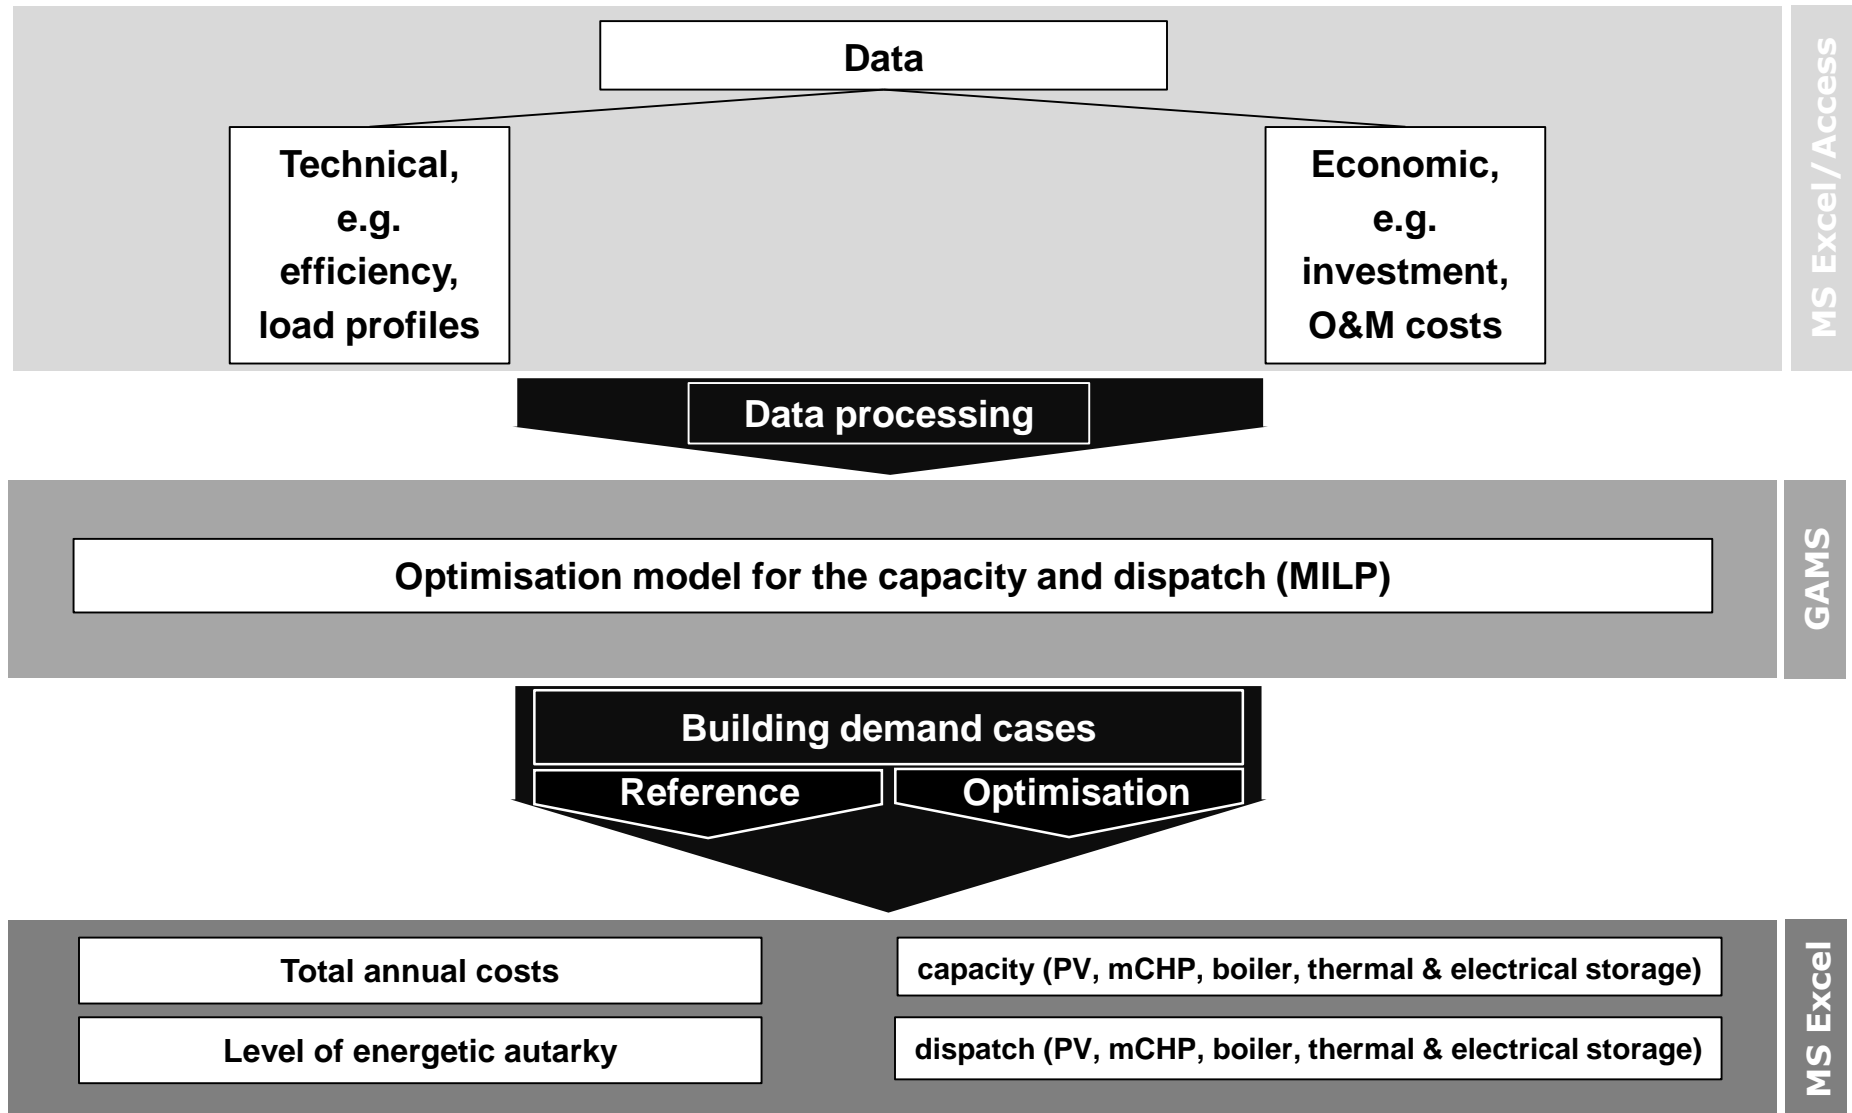 Data
MS Excel/Access
Technical,
e.g.
efficiency,
load profiles
Economic,
e.g.
investment,
O&M costs
Data processing
Optimisation model for the capacity and dispatch (MILP)
GAMS
Building demand cases
Reference
Optimisation
Total annual costs
capacity (PV, mCHP, boiler, thermal & electrical storage)
Level of energetic autarky
dispatch (PV, mCHP, boiler, thermal & electrical storage)
MS Excel